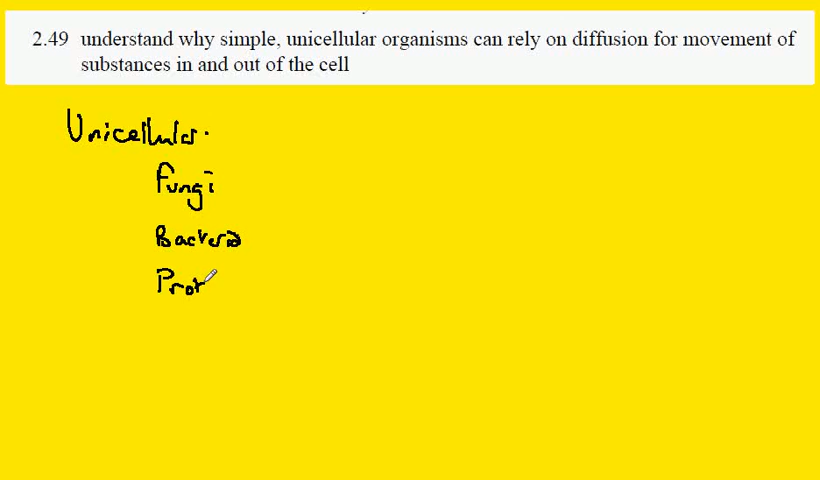 2.49 understand why simple, unicellular organisms can rely on diffusion for movement of
substances in and out of the cell
Unicellular.
Fungi
Bacteria
Prot